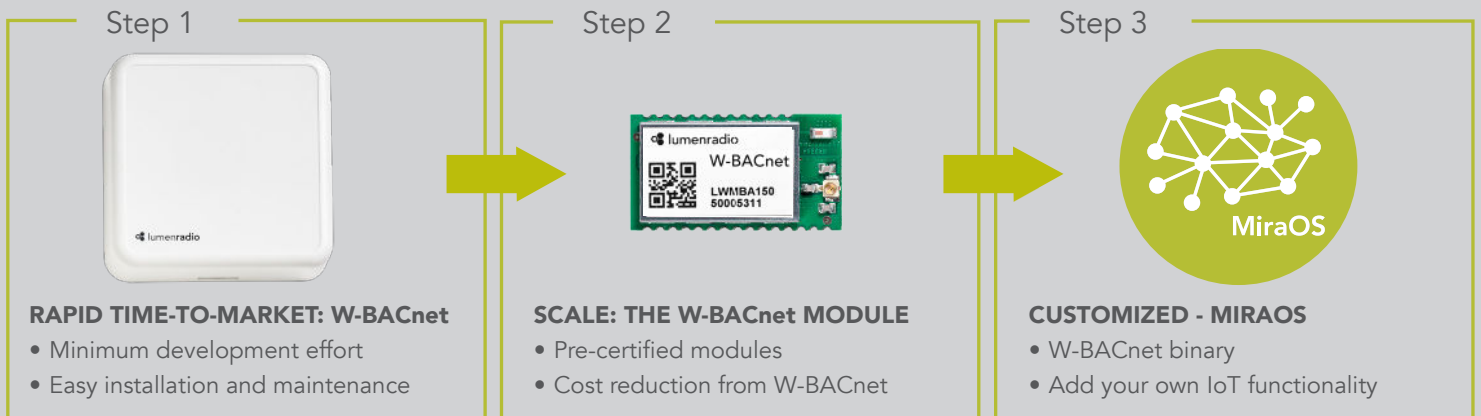 Step 1
lumenradio
RAPID TIME-TO-MARKET: W-BACnet
• Minimum development effort
• Easy installation and maintenance
Step 2
lumenradio
W-BACnet
LWMBA150
50005311
SCALE: THE W-BACnet MODULE
• Pre-certified modules
• Cost reduction from W-BACnet
Step 3
MiraOS
CUSTOMIZED - MIRAOS
• W-BACnet binary
• Add your own IoT functionality